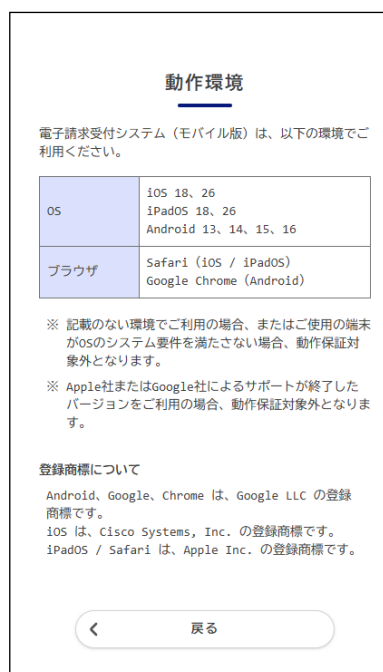 動作環境
電子請求受付システム（モバイル版）は、以下の環境でご
利用ください。
OS
iOS 18、26
iPadOS 18、26
Android 13、14、15、16
ブラウザ
Safari（iOS / iPadOS）
Google Chrome（Android）
※ 記載のない環境でご利用の場合、またはご使用の端末
がOSのシステム要件を満たさない場合、動作保証対
象外となります。
※ Apple社またはGoogle社によるサポートが終了した
バージョンをご利用の場合、動作保証対象外となりま
す。
登録商標について
Android、Google、Chrome は、Google LLC の登録
商標です。
iOS は、Cisco Systems, Inc. の登録商標です。
iPadOS / Safari は、Apple Inc. の登録商標です。
戻る